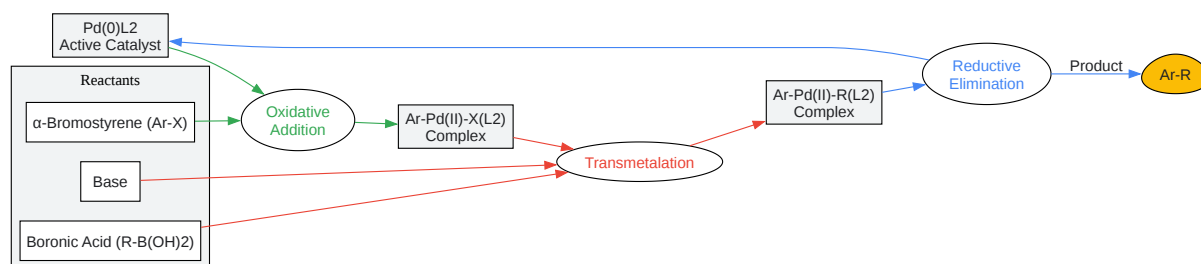 Pd(0)L2
Active Catalyst
Reactants
α-Bromostyrene (Ar-X)
Base
Boronic Acid (R-B(OH)2)
Oxidative
Addition
Ar-Pd(II)-X(L2)
Complex
Transmetalation
Ar-Pd(II)-R(L2)
Complex
Reductive
Elimination
Product
Ar-R